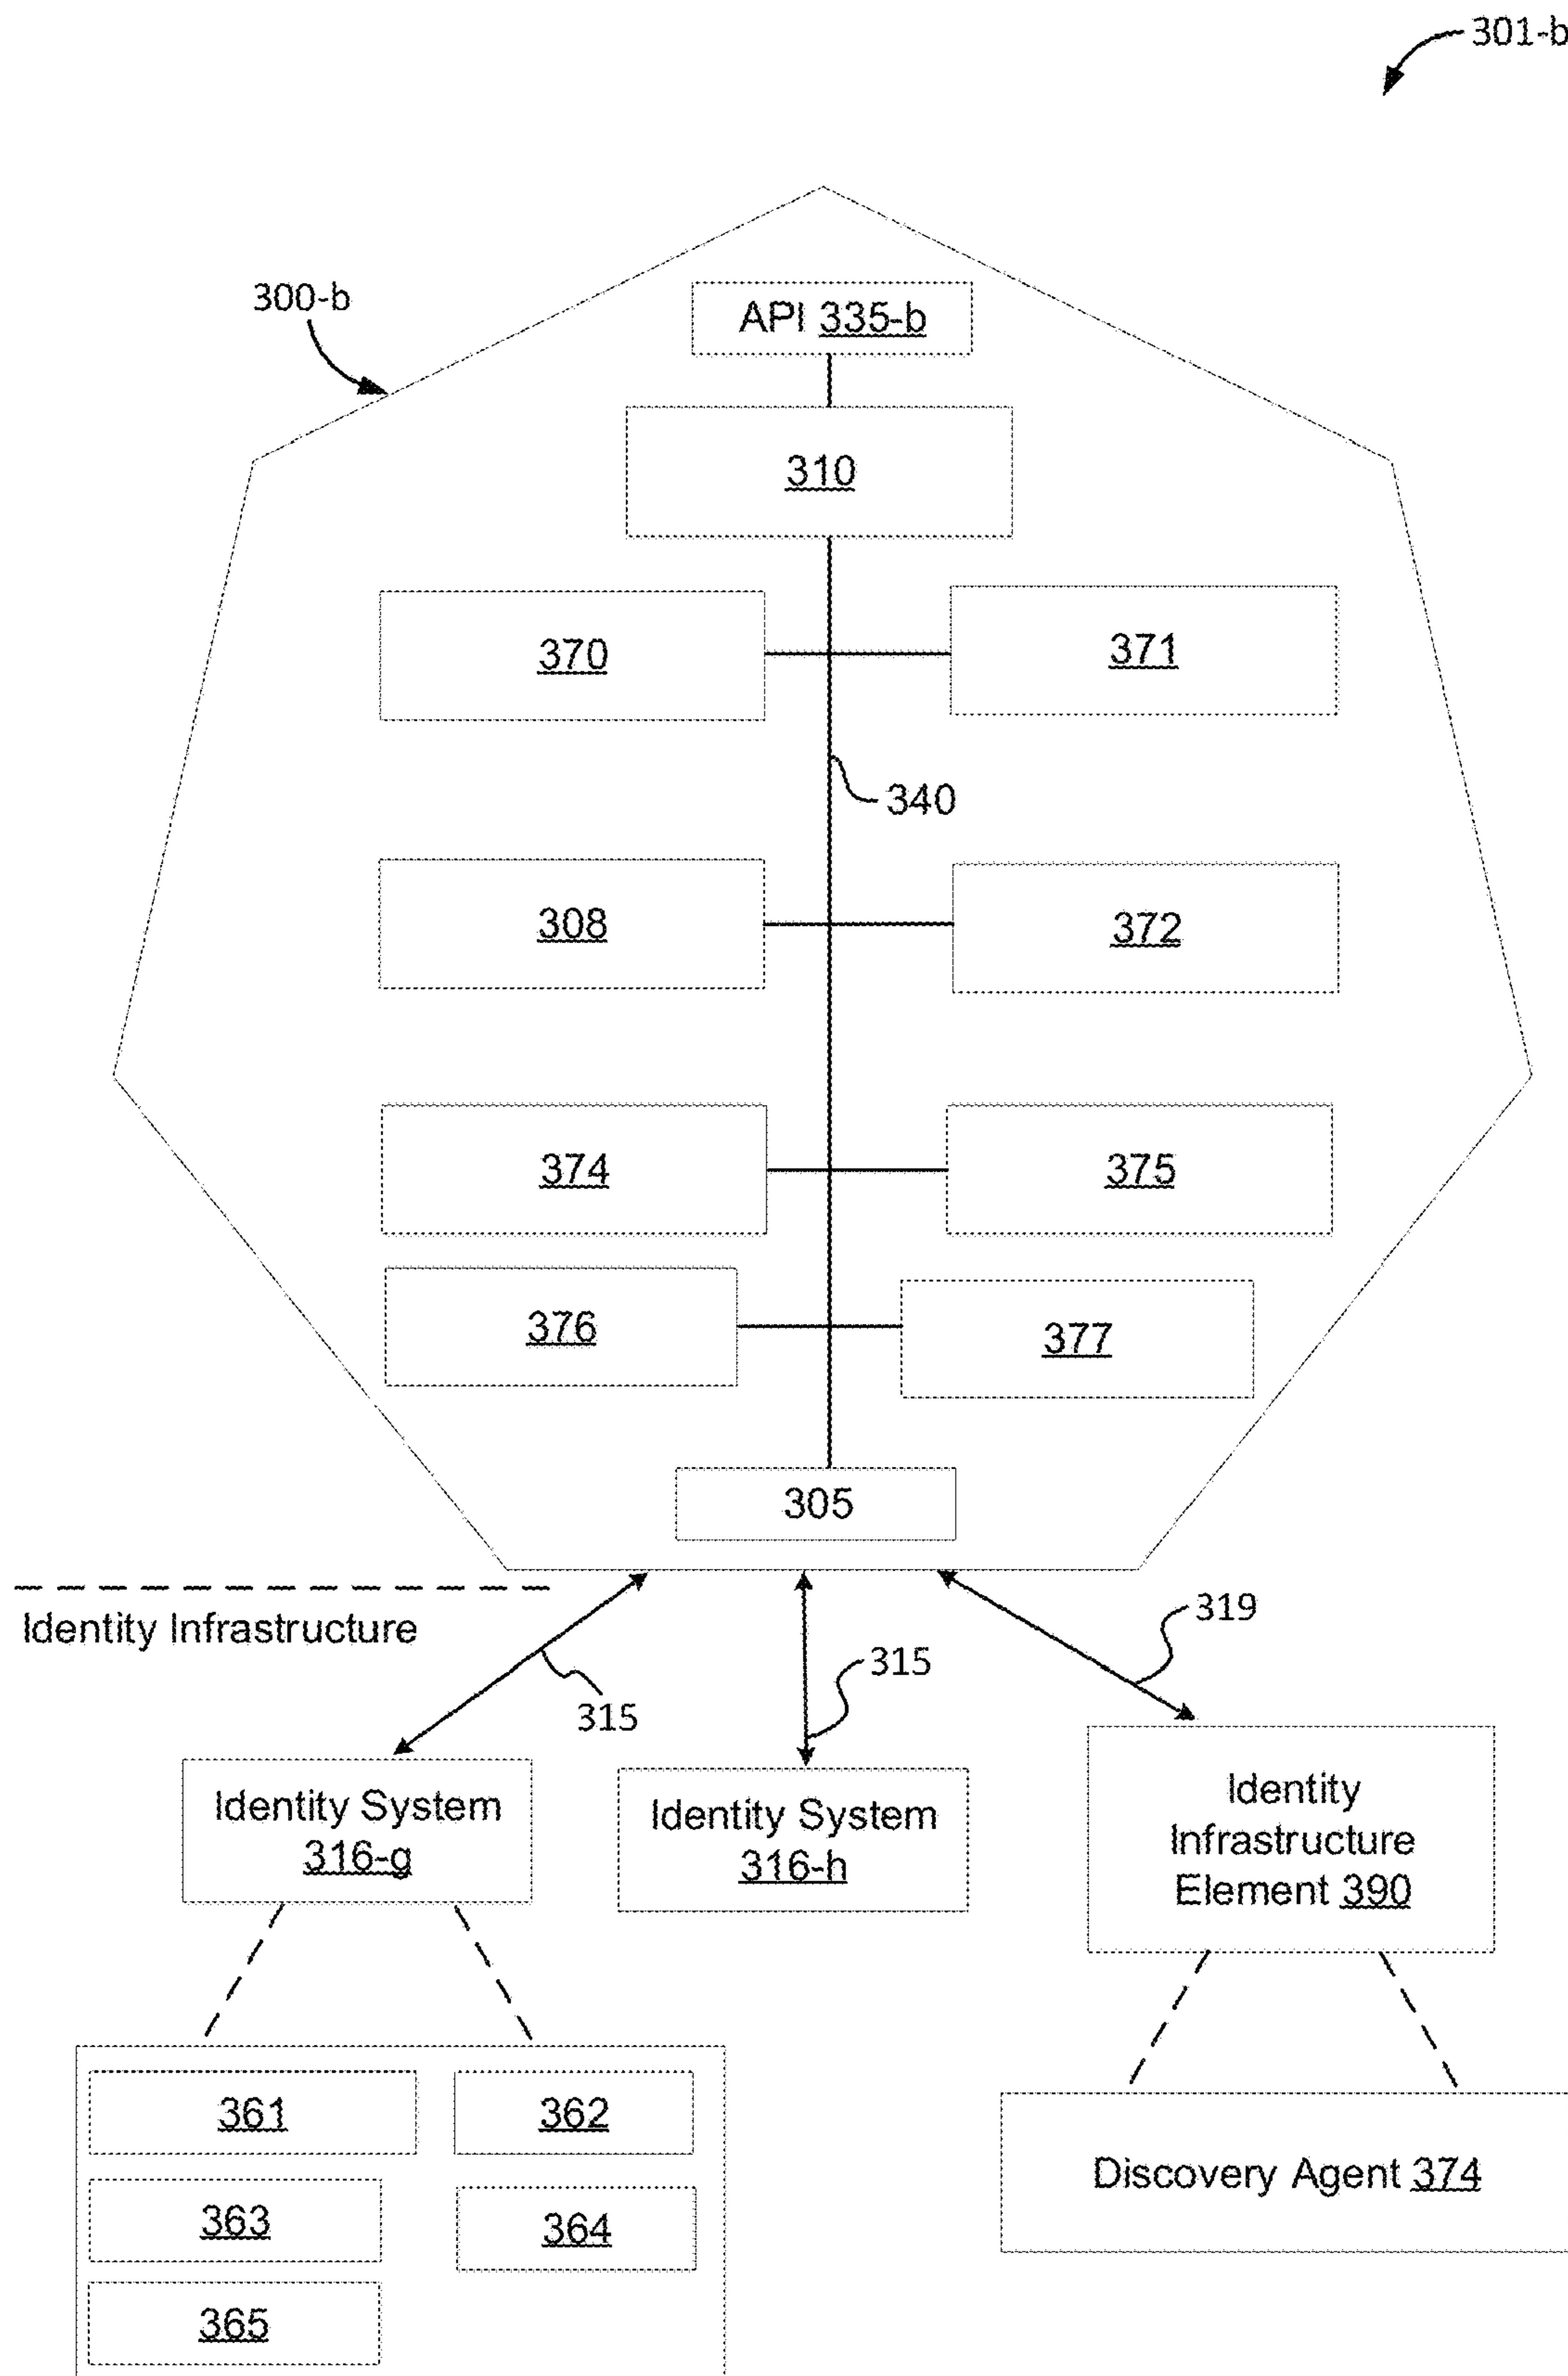 301-b
300-b
API 335-b
310
370
371
340
308
372
374
375
376
377
305
Identity Infrastructure
319
315
315
Identity System
316-g
Identity System
316-h
Identity
Infrastructure
Element 390
361
362
363
364
365
Discovery Agent 374